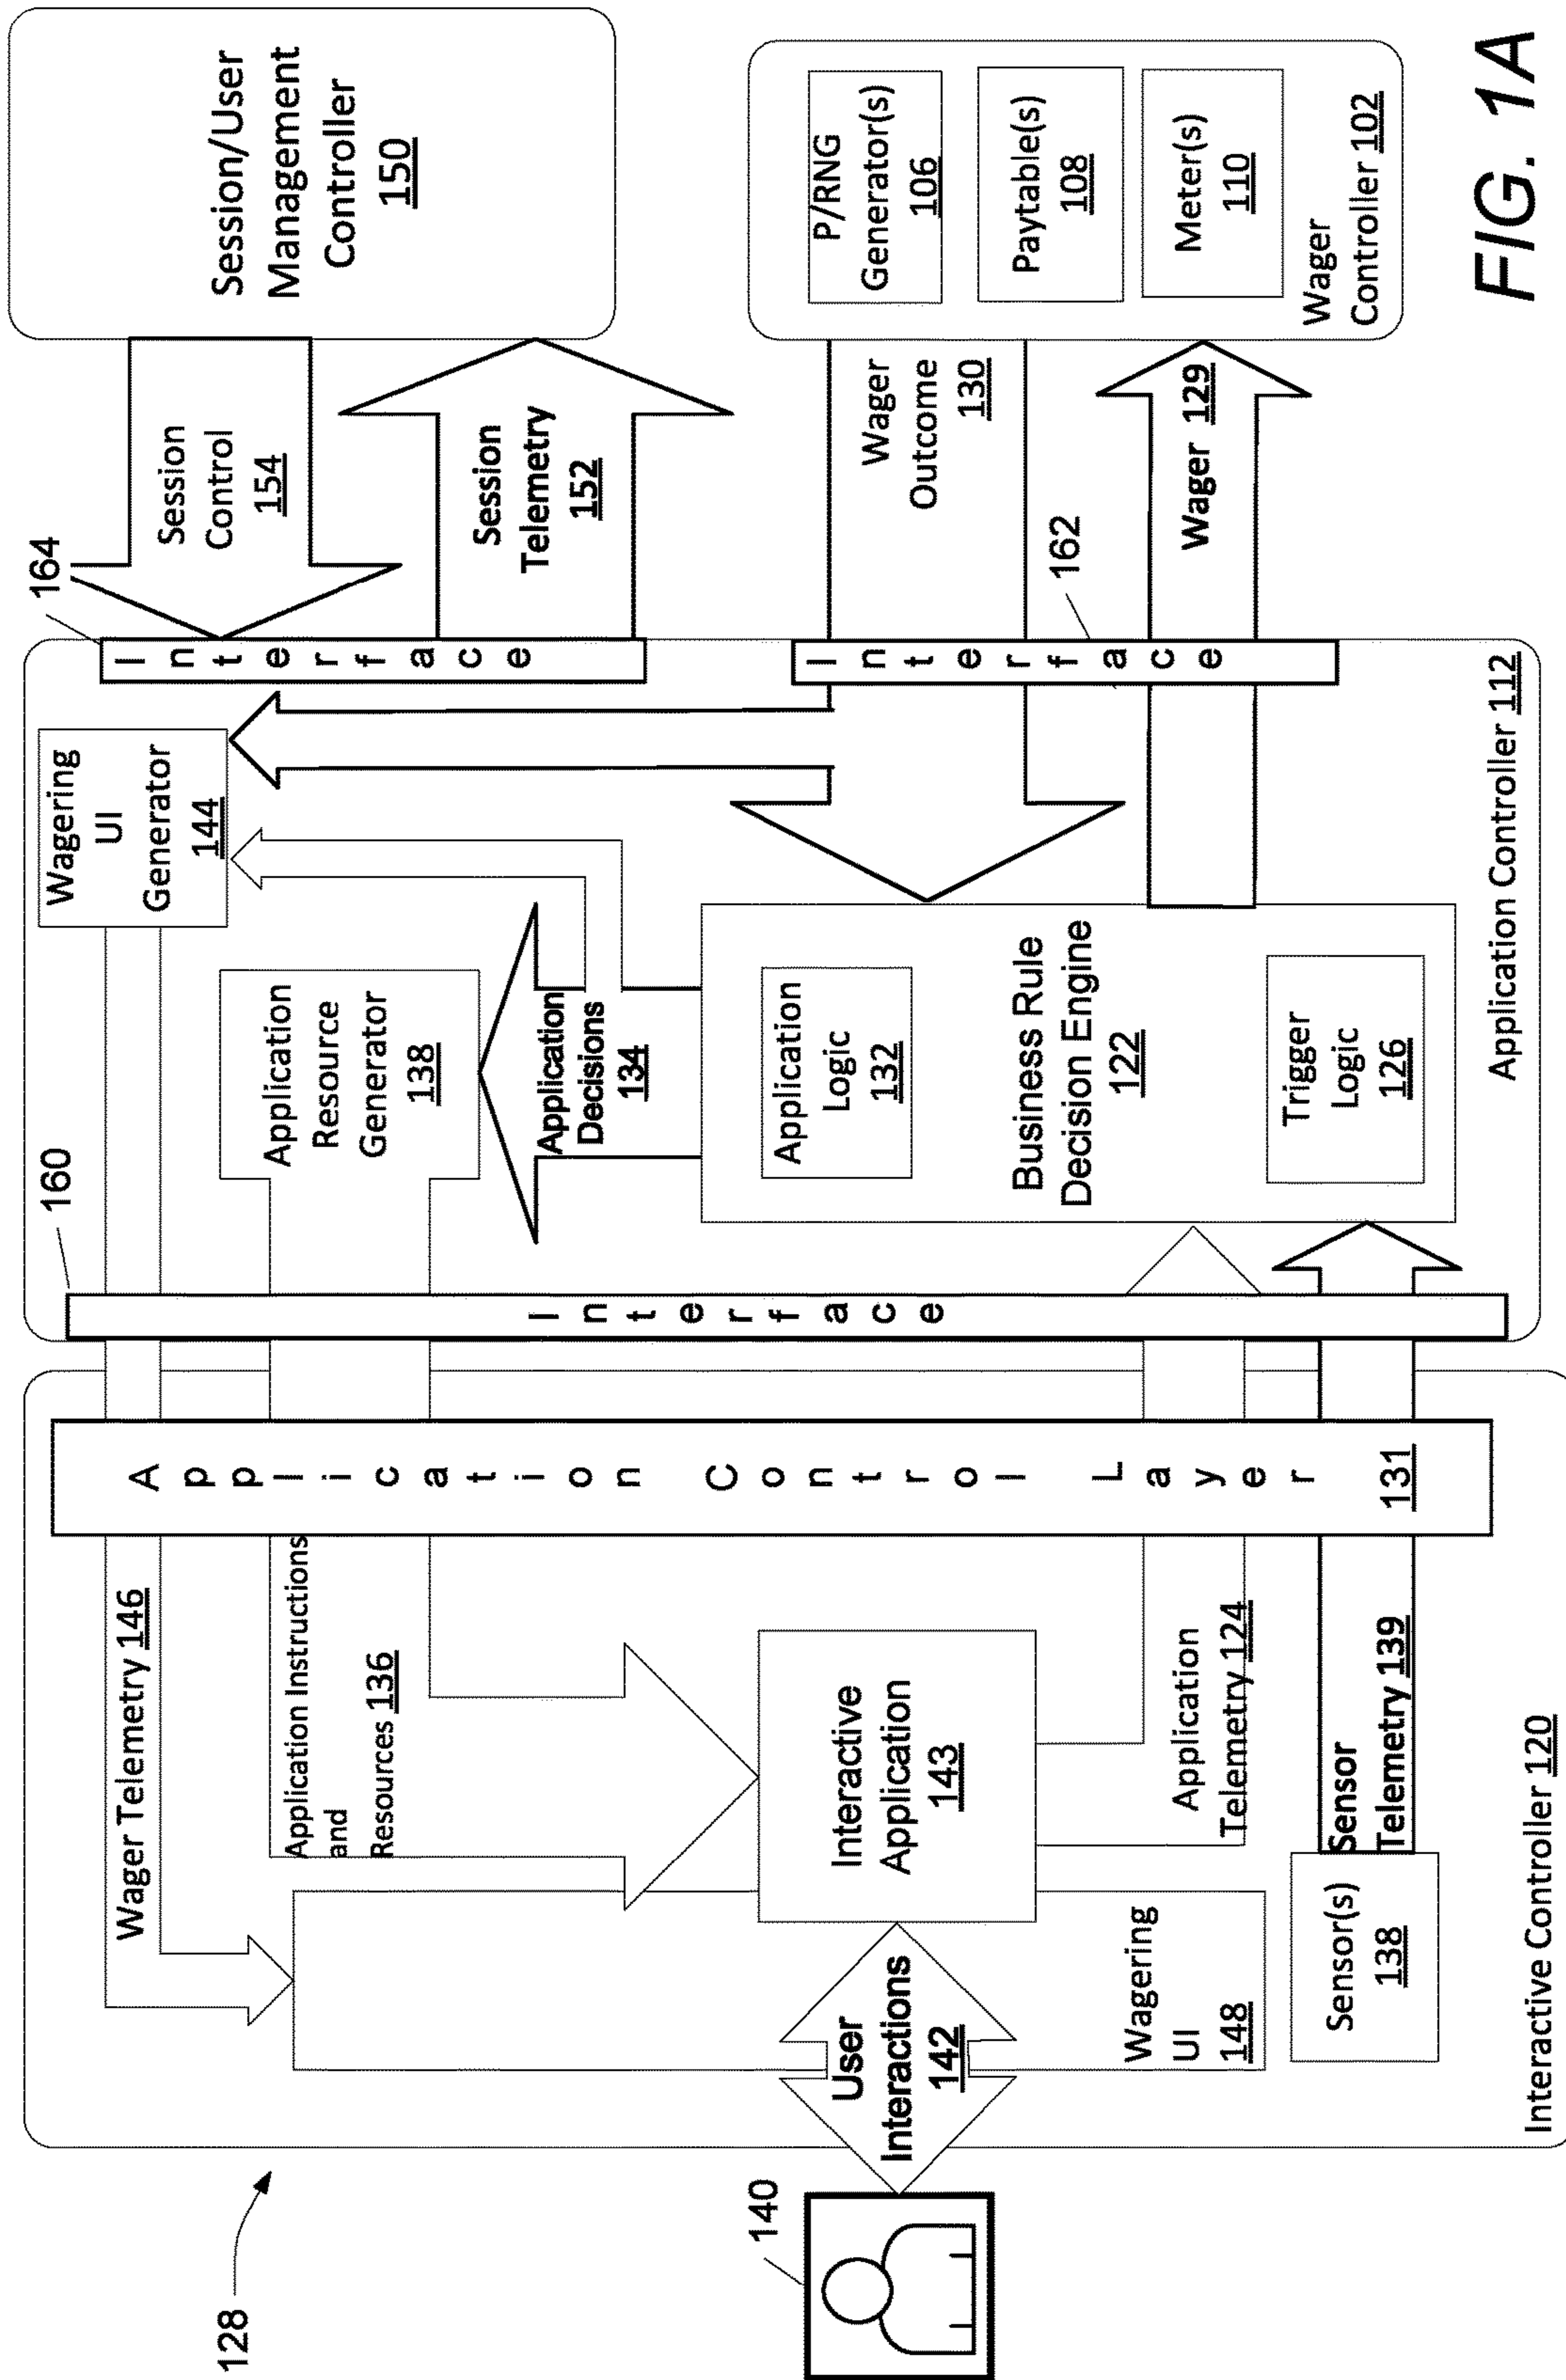 128
140
User
Interactions
142
Wager Telemetry 146
Application Instructions
and
Resources 136
Interactive
Application
143
Application
Telemetry 124
Wagering
UI
148
Sensor(s)
138
Sensor
Telemetry 139
Interactive Controller 120
Application Control Layer
131
160
Interface
Wagering
UI
Generator
144
Application
Resource
Generator
138
Application
Decisions
134
Application
Logic
132
Business Rule
Decision Engine
122
Trigger
Logic
126
Application Controller 112
164
Interface
Interface
162
Session
Control
154
Session
Telemetry
152
Wager
Outcome
130
Wager 129
Session/User
Management
Controller
150
P/RNG
Generator(s)
106
Paytable(s)
108
Meter(s)
110
Wager
Controller 102
FIG. 1A